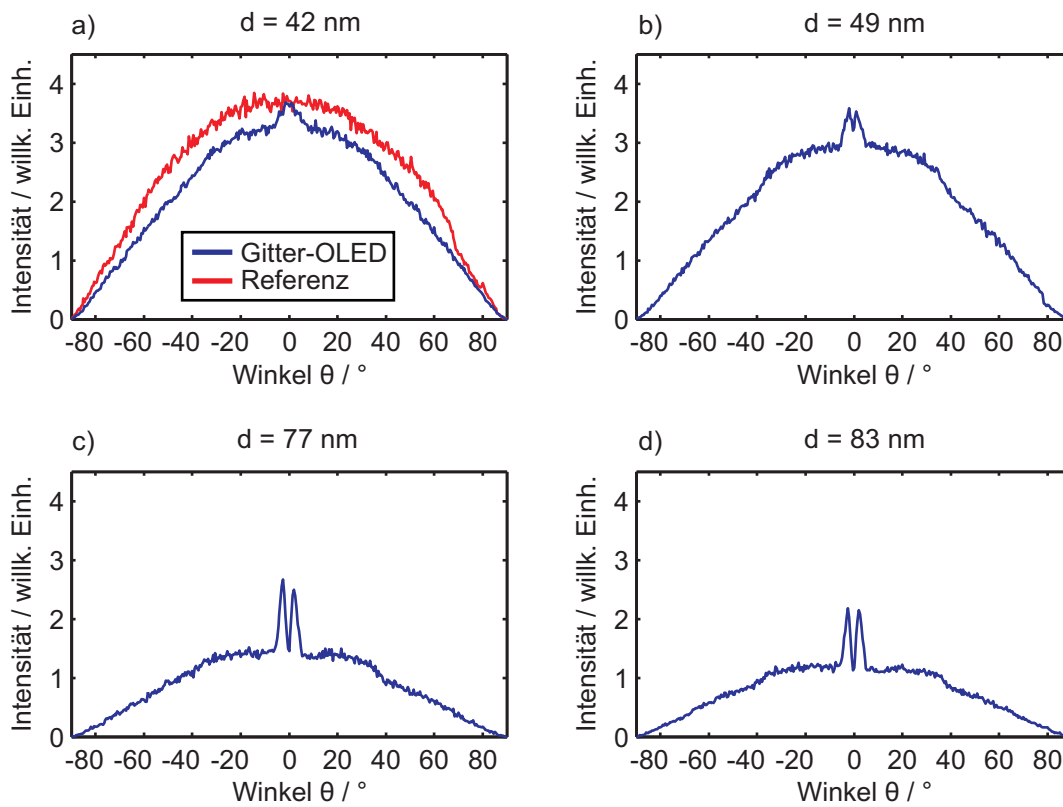 a)
d = 42 nm
Intensität / willk. Einh.
4
3
2
1
0
Gitter-OLED
Referenz
-80 -60 -40 -20 0 20 40 60 80
Winkel θ / °
b)
d = 49 nm
Intensität / willk. Einh.
4
3
2
1
0
-80 -60 -40 -20 0 20 40 60 80
Winkel θ / °
c)
d = 77 nm
Intensität / willk. Einh.
4
3
2
1
0
-80 -60 -40 -20 0 20 40 60 80
Winkel θ / °
d)
d = 83 nm
Intensität / willk. Einh.
4
3
2
1
0
-80 -60 -40 -20 0 20 40 60 80
Winkel θ / °